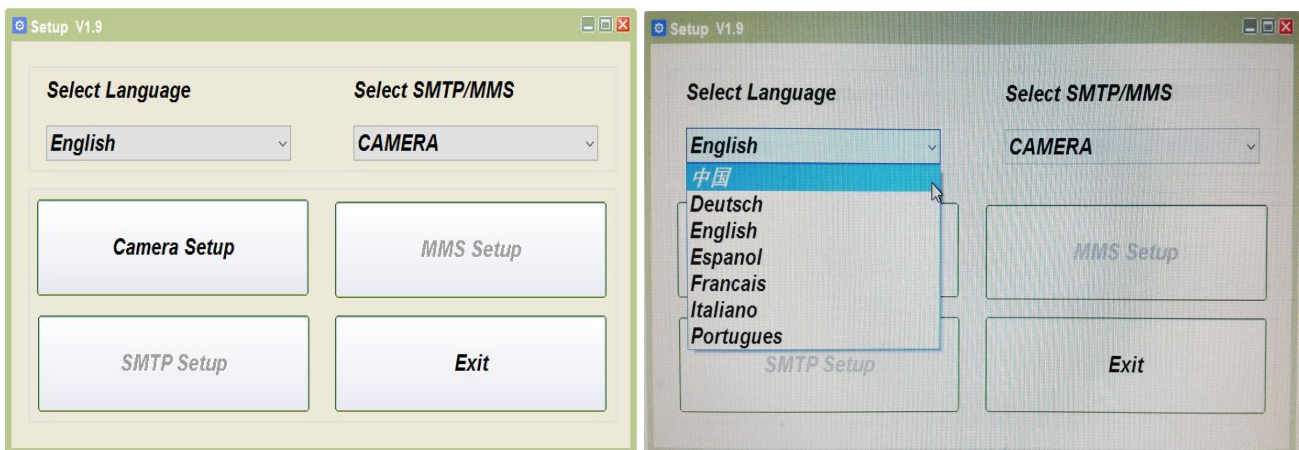 Setup V1.9
Select Language
Select SMTP/MMS
English
CAMERA
Camera Setup
MMS Setup
SMTP Setup
Exit
Setup V1.9
Select Language
Select SMTP/MMS
English
CAMERA
中国
Deutsch
English
Espanol
Francais
Italiano
Portugues
MMS Setup
SMTP Setup
Exit